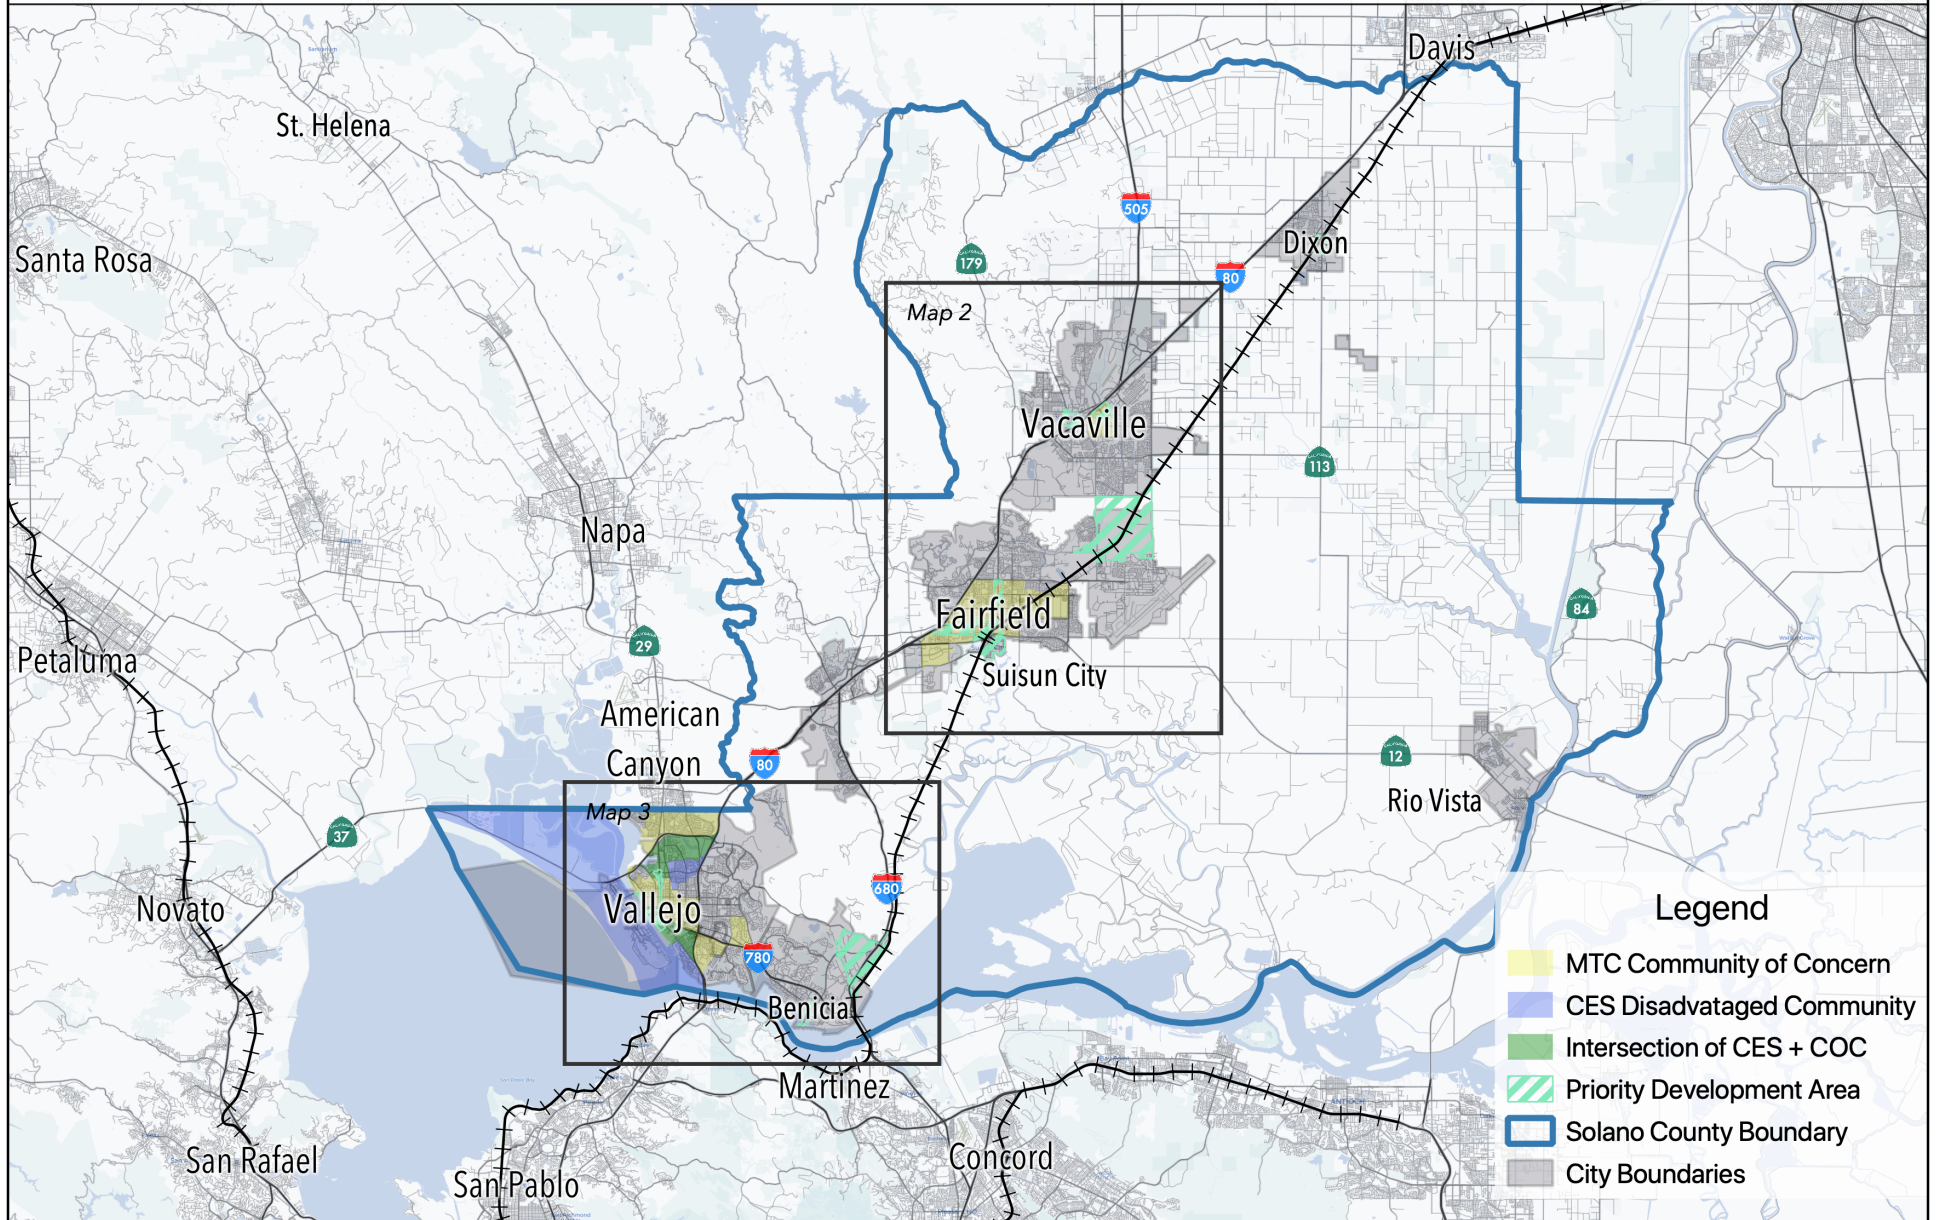 Davis
St. Helena
CALIFORNIA
179
505
Santa Rosa
Dixon
80
Map 2
Vacaville
113
Napa
84
Fairfield
29
Petaluma
Suisun City
American
Canyon
80
12
Rio Vista
Map 3
37
680
Vallejo
Novato
780
Benicia
Martinez
Concord
San Rafael
San Pablo
Legend
MTC Community of Concern
CES Disadvataged Community
Intersection of CES + COC
Priority Development Area
Solano County Boundary
City Boundaries